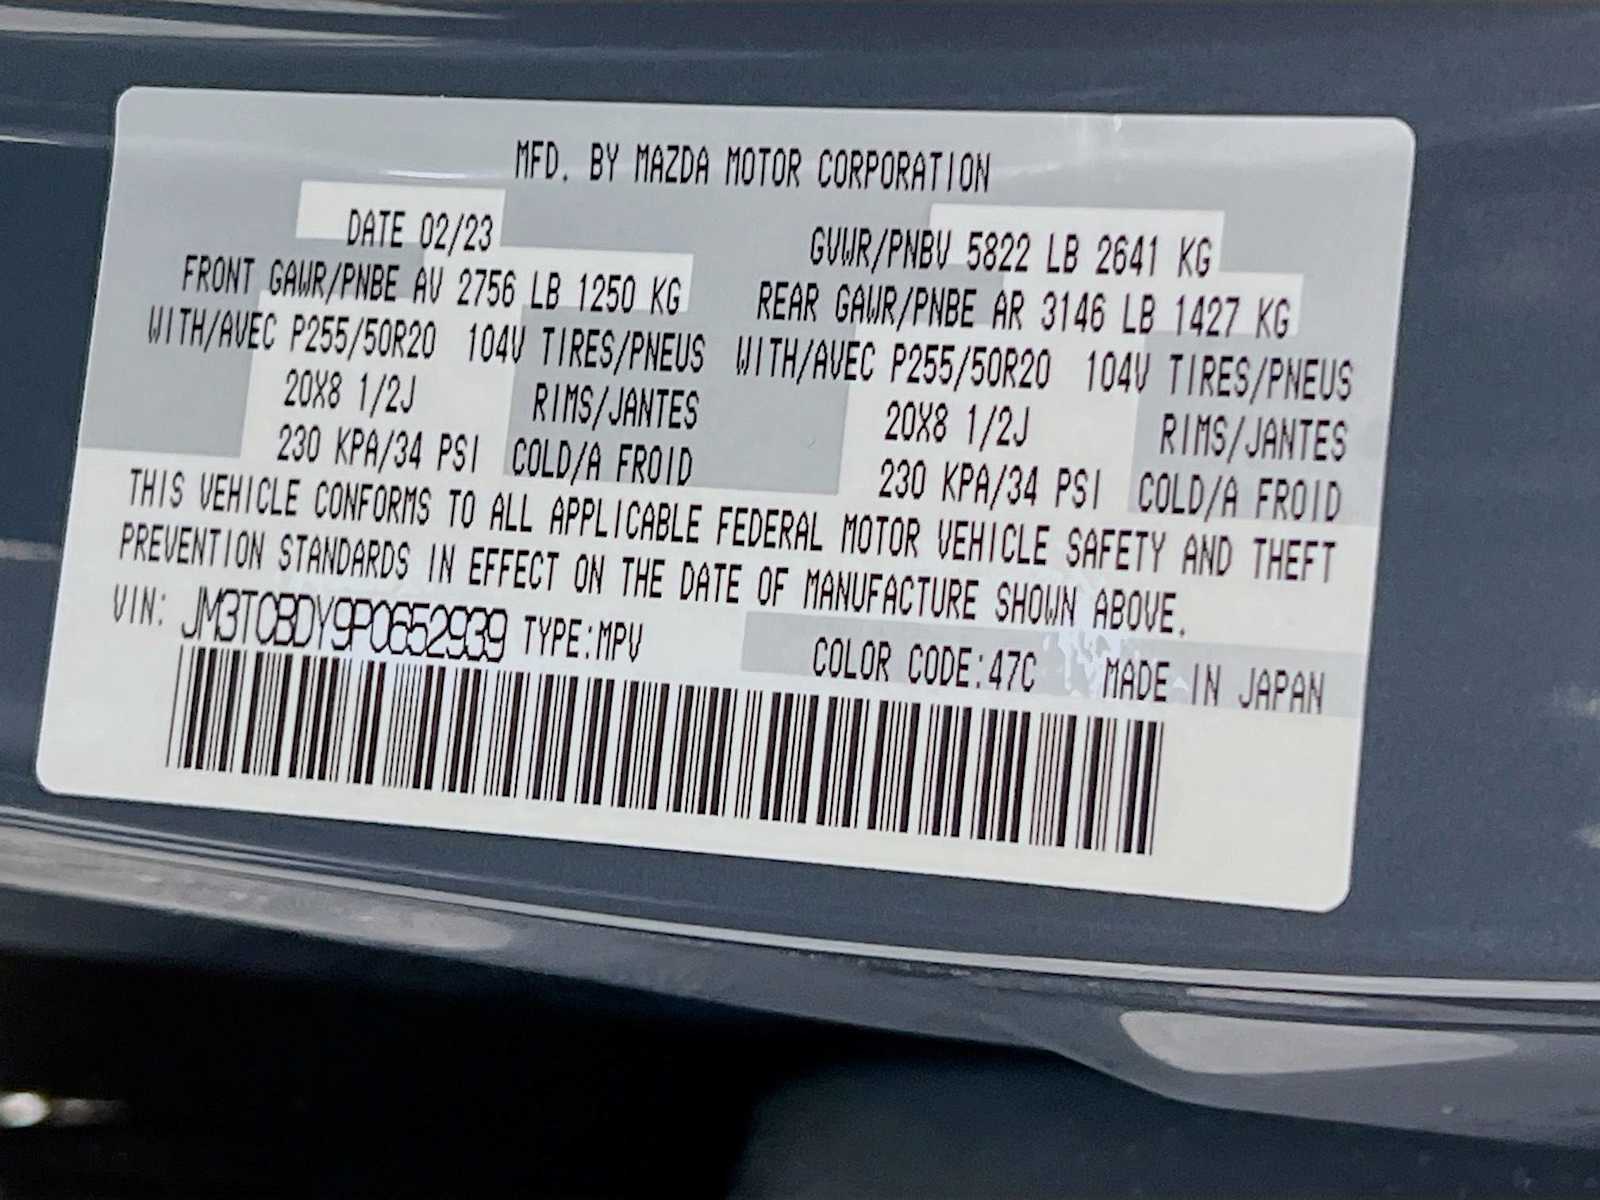 MFD. BY MAZDA MOTOR CORPORATION
DATE 02/23 GVWR/PNBV 5822 LB 2641 KG
FRONT GAWR/PNBE AV 2756 LB 1250 KG REAR GAWR/PNBE AR 3146 LB 1427 KG
WITH/AVEC P255/50R20 104V TIRES/PNEUS WITH/AVEC P255/50R20 104V TIRES/PNEUS
20X8 1/2J RIMS/JANTES 20X8 1/2J RIMS/JANTES
230 KPA/34 PSI COLD/A FROID 230 KPA/34 PSI COLD/A FROID
THIS VEHICLE CONFORMS TO ALL APPLICABLE FEDERAL MOTOR VEHICLE SAFETY AND THEFT
PREVENTION STANDARDS IN EFFECT ON THE DATE OF MANUFACTURE SHOWN ABOVE.
VIN: JM3TCBDY9P0652939 TYPE:MPV COLOR CODE:47C MADE IN JAPAN